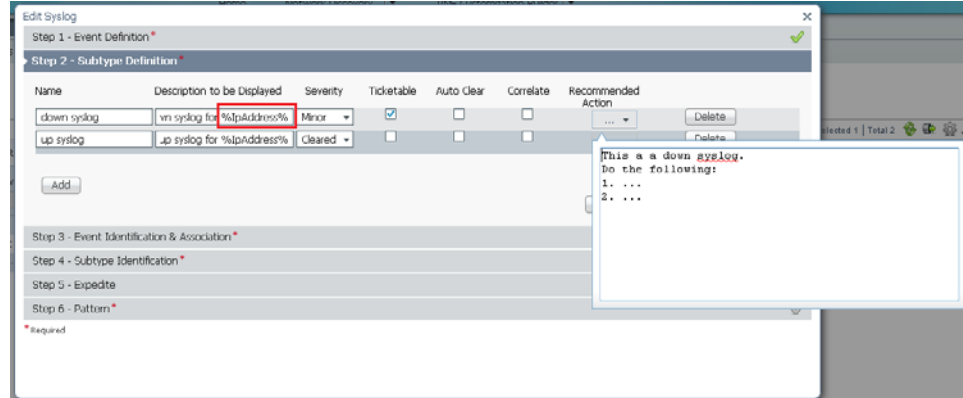 Edit Syslog
Step 1 - Event Definition*
Step 2 - Subtype Definition*
Name Description to be Displayed Severity Ticketable Auto Clear Correlate Recommended Action
down syslog vn syslog for %IpAddress% Minor ... Delete
up syslog up syslog for %IpAddress% Cleared Delete
elected 1 | Total 2
This a a down syslog.
Do the following:
1. ...
2. ...
Add
Step 3 - Event Identification & Association*
Step 4 - Subtype Identification*
Step 5 - Expedite
Step 6 - Pattern*
*Required